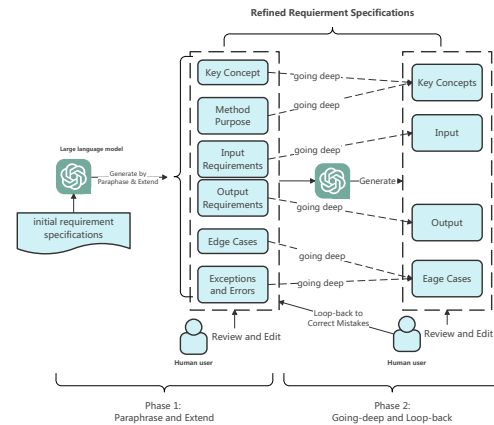 Refined Requierment Specifications
Large language model
initial requirement
specifications
Generate by
Paraphase & Extend
Key Concept
Method
Purpose
Input
Requirements
Output
Requirements
Edge Cases
Exceptions
and Errors
going deep
going deep
going deep
Generate
going deep
going deep
going deep
Key Concepts
Input
Output
Eage Cases
Human user
Review and Edit
Loop-back to
Correct Mistakes
Human user
Review and Edit
Phase 1:
Paraphrase and Extend
Phase 2:
Going-deep and Loop-back